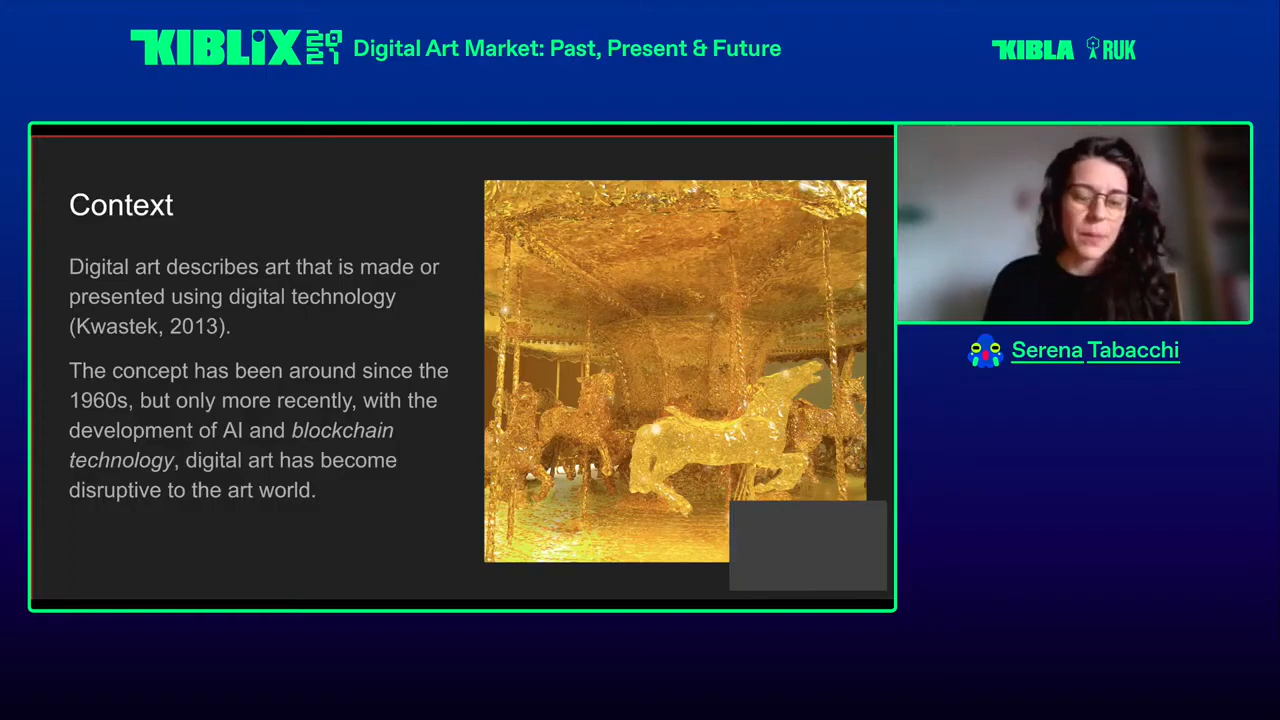 KIBLIX
Digital Art Market: Past, Present & Future
KIBLA
RUK
Context
Digital art describes art that is made or
presented using digital technology
(Kwastek, 2013).
The concept has been around since the
1960s, but only more recently, with the
development of AI and blockchain
technology, digital art has become
disruptive to the art world.
Serena Tabacchi